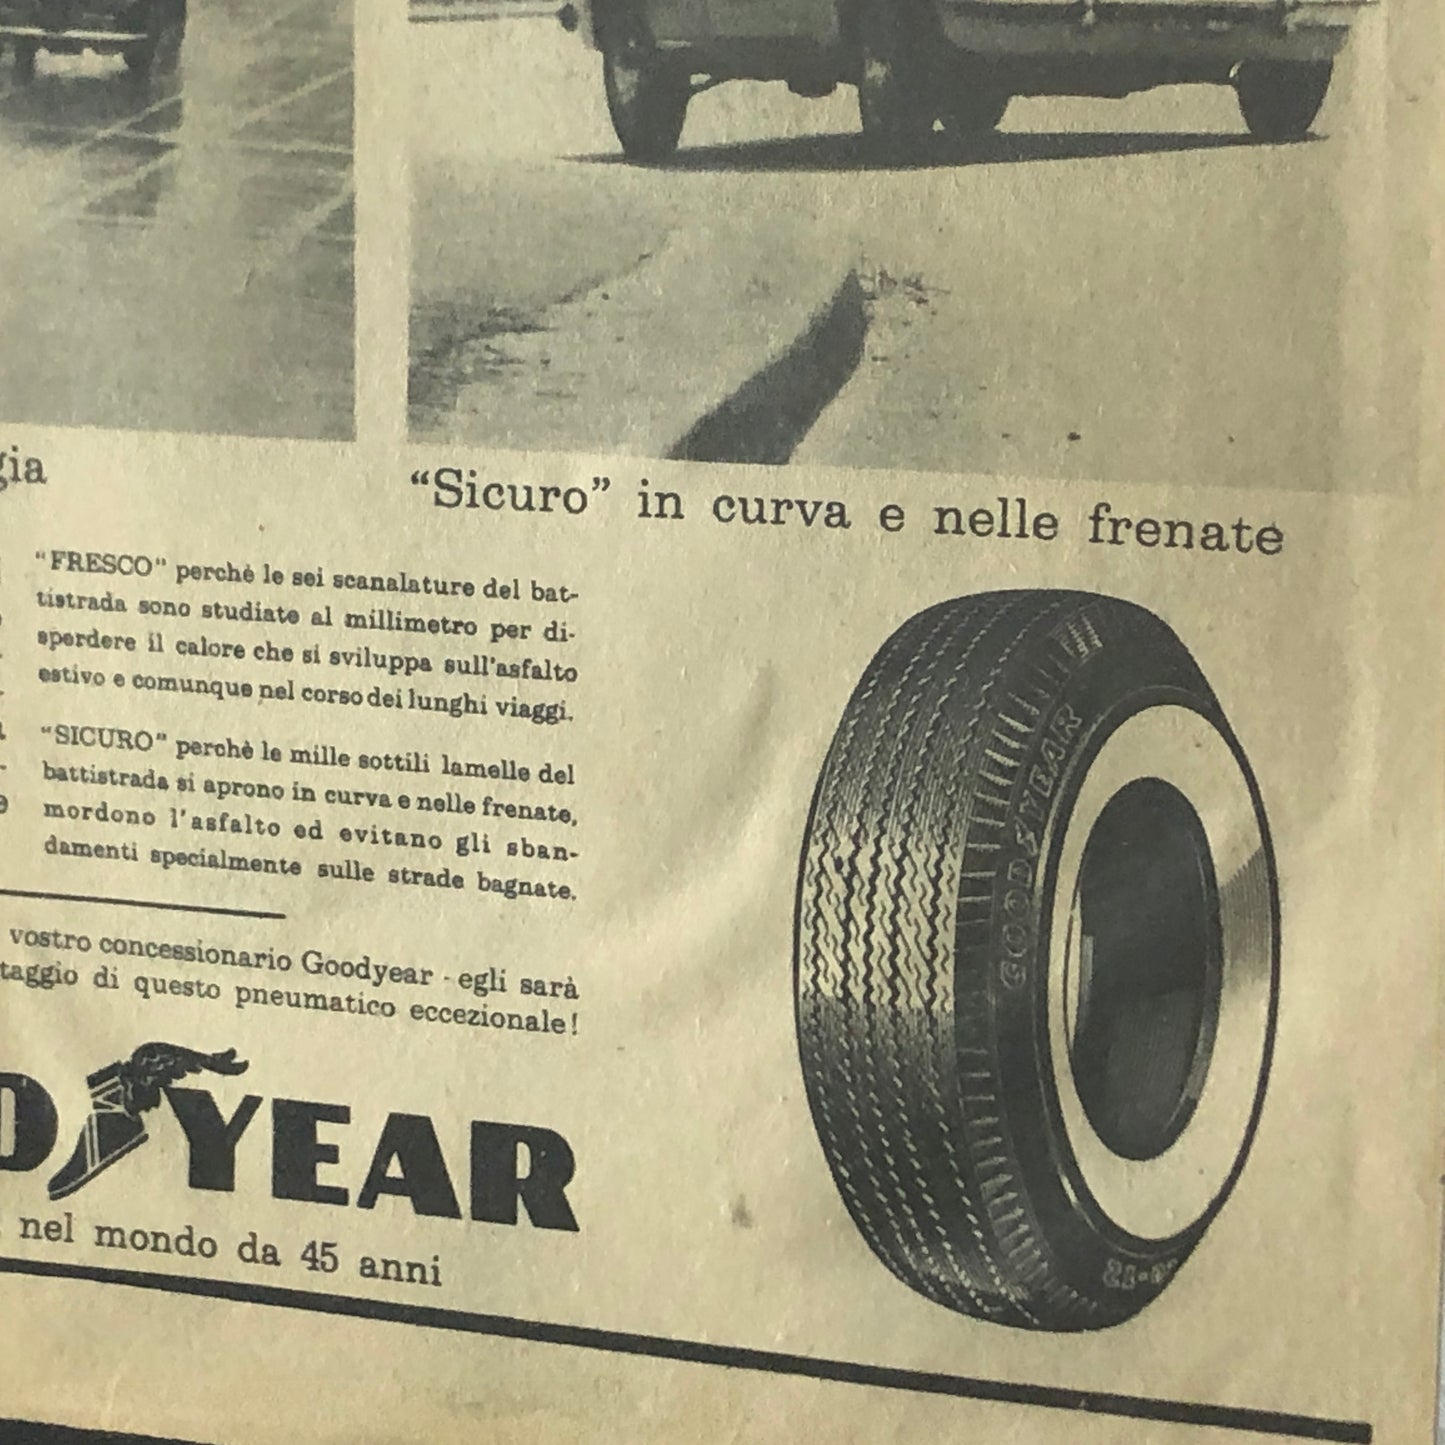 "Sicuro" in curva e nelle frenate
"FRESCO" perchè le sei scanalature del bat-
tistrada sono studiate al millimetro per di-
sperdere il calore che si sviluppa sull'asfalto
estivo e comunque nel corso dei lunghi viaggi.
"SICURO" perchè le mille sottili lamelle del
battistrada si aprono in curva e nelle frenate,
mordono l'asfalto ed evitano gli sban-
damenti specialmente sulle strade bagnate.
vostro concessionario Goodyear - egli sarà
di questo pneumatico eccezionale!
YEAR
nel mondo da 45 anni
GOODYEAR